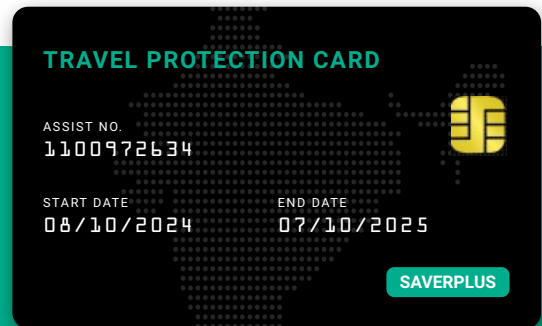 TRAVEL PROTECTION CARD
ASSIST NO.
1100972634
START DATE
08/10/2024
END DATE
07/10/2025
SAVERPLUS